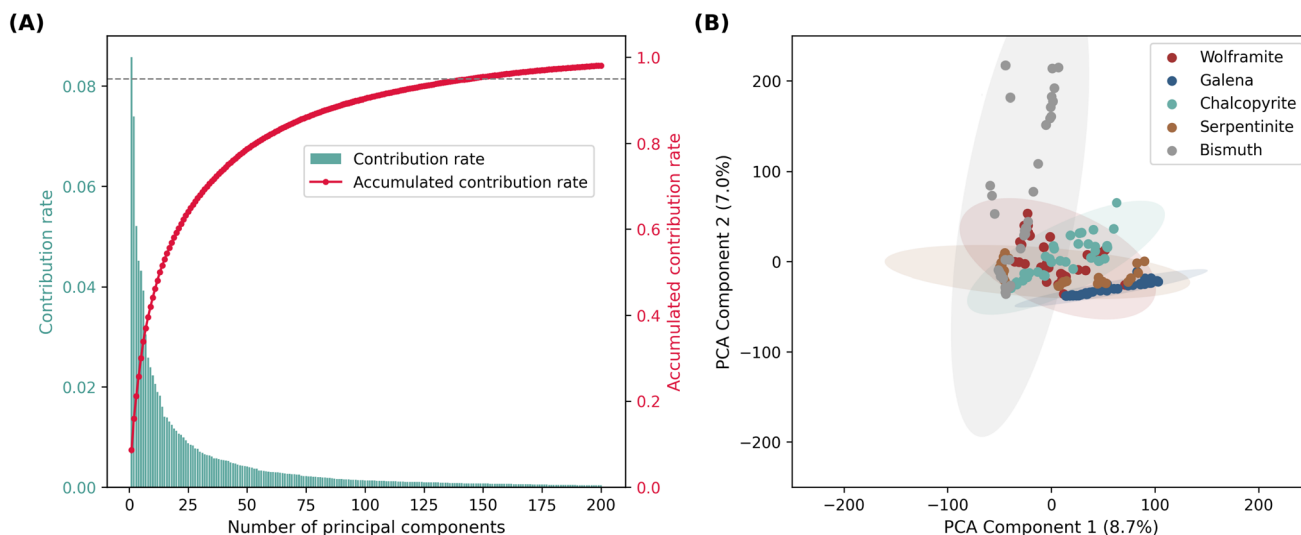 (A)
Contribution rate
0.08
0.06
0.04
0.02
0.00
Contribution rate
Accumulated contribution rate
1.0
0.8
0.6
0.4
0.2
0.0
Accumulated contribution rate
0 25 50 75 100 125 150 175 200
Number of principal components
(B)
PCA Component 2 (7.0%)
200
100
0
−100
−200
Wolframite
Galena
Chalcopyrite
Serpentinite
Bismuth
−200 −100 0 100 200
PCA Component 1 (8.7%)